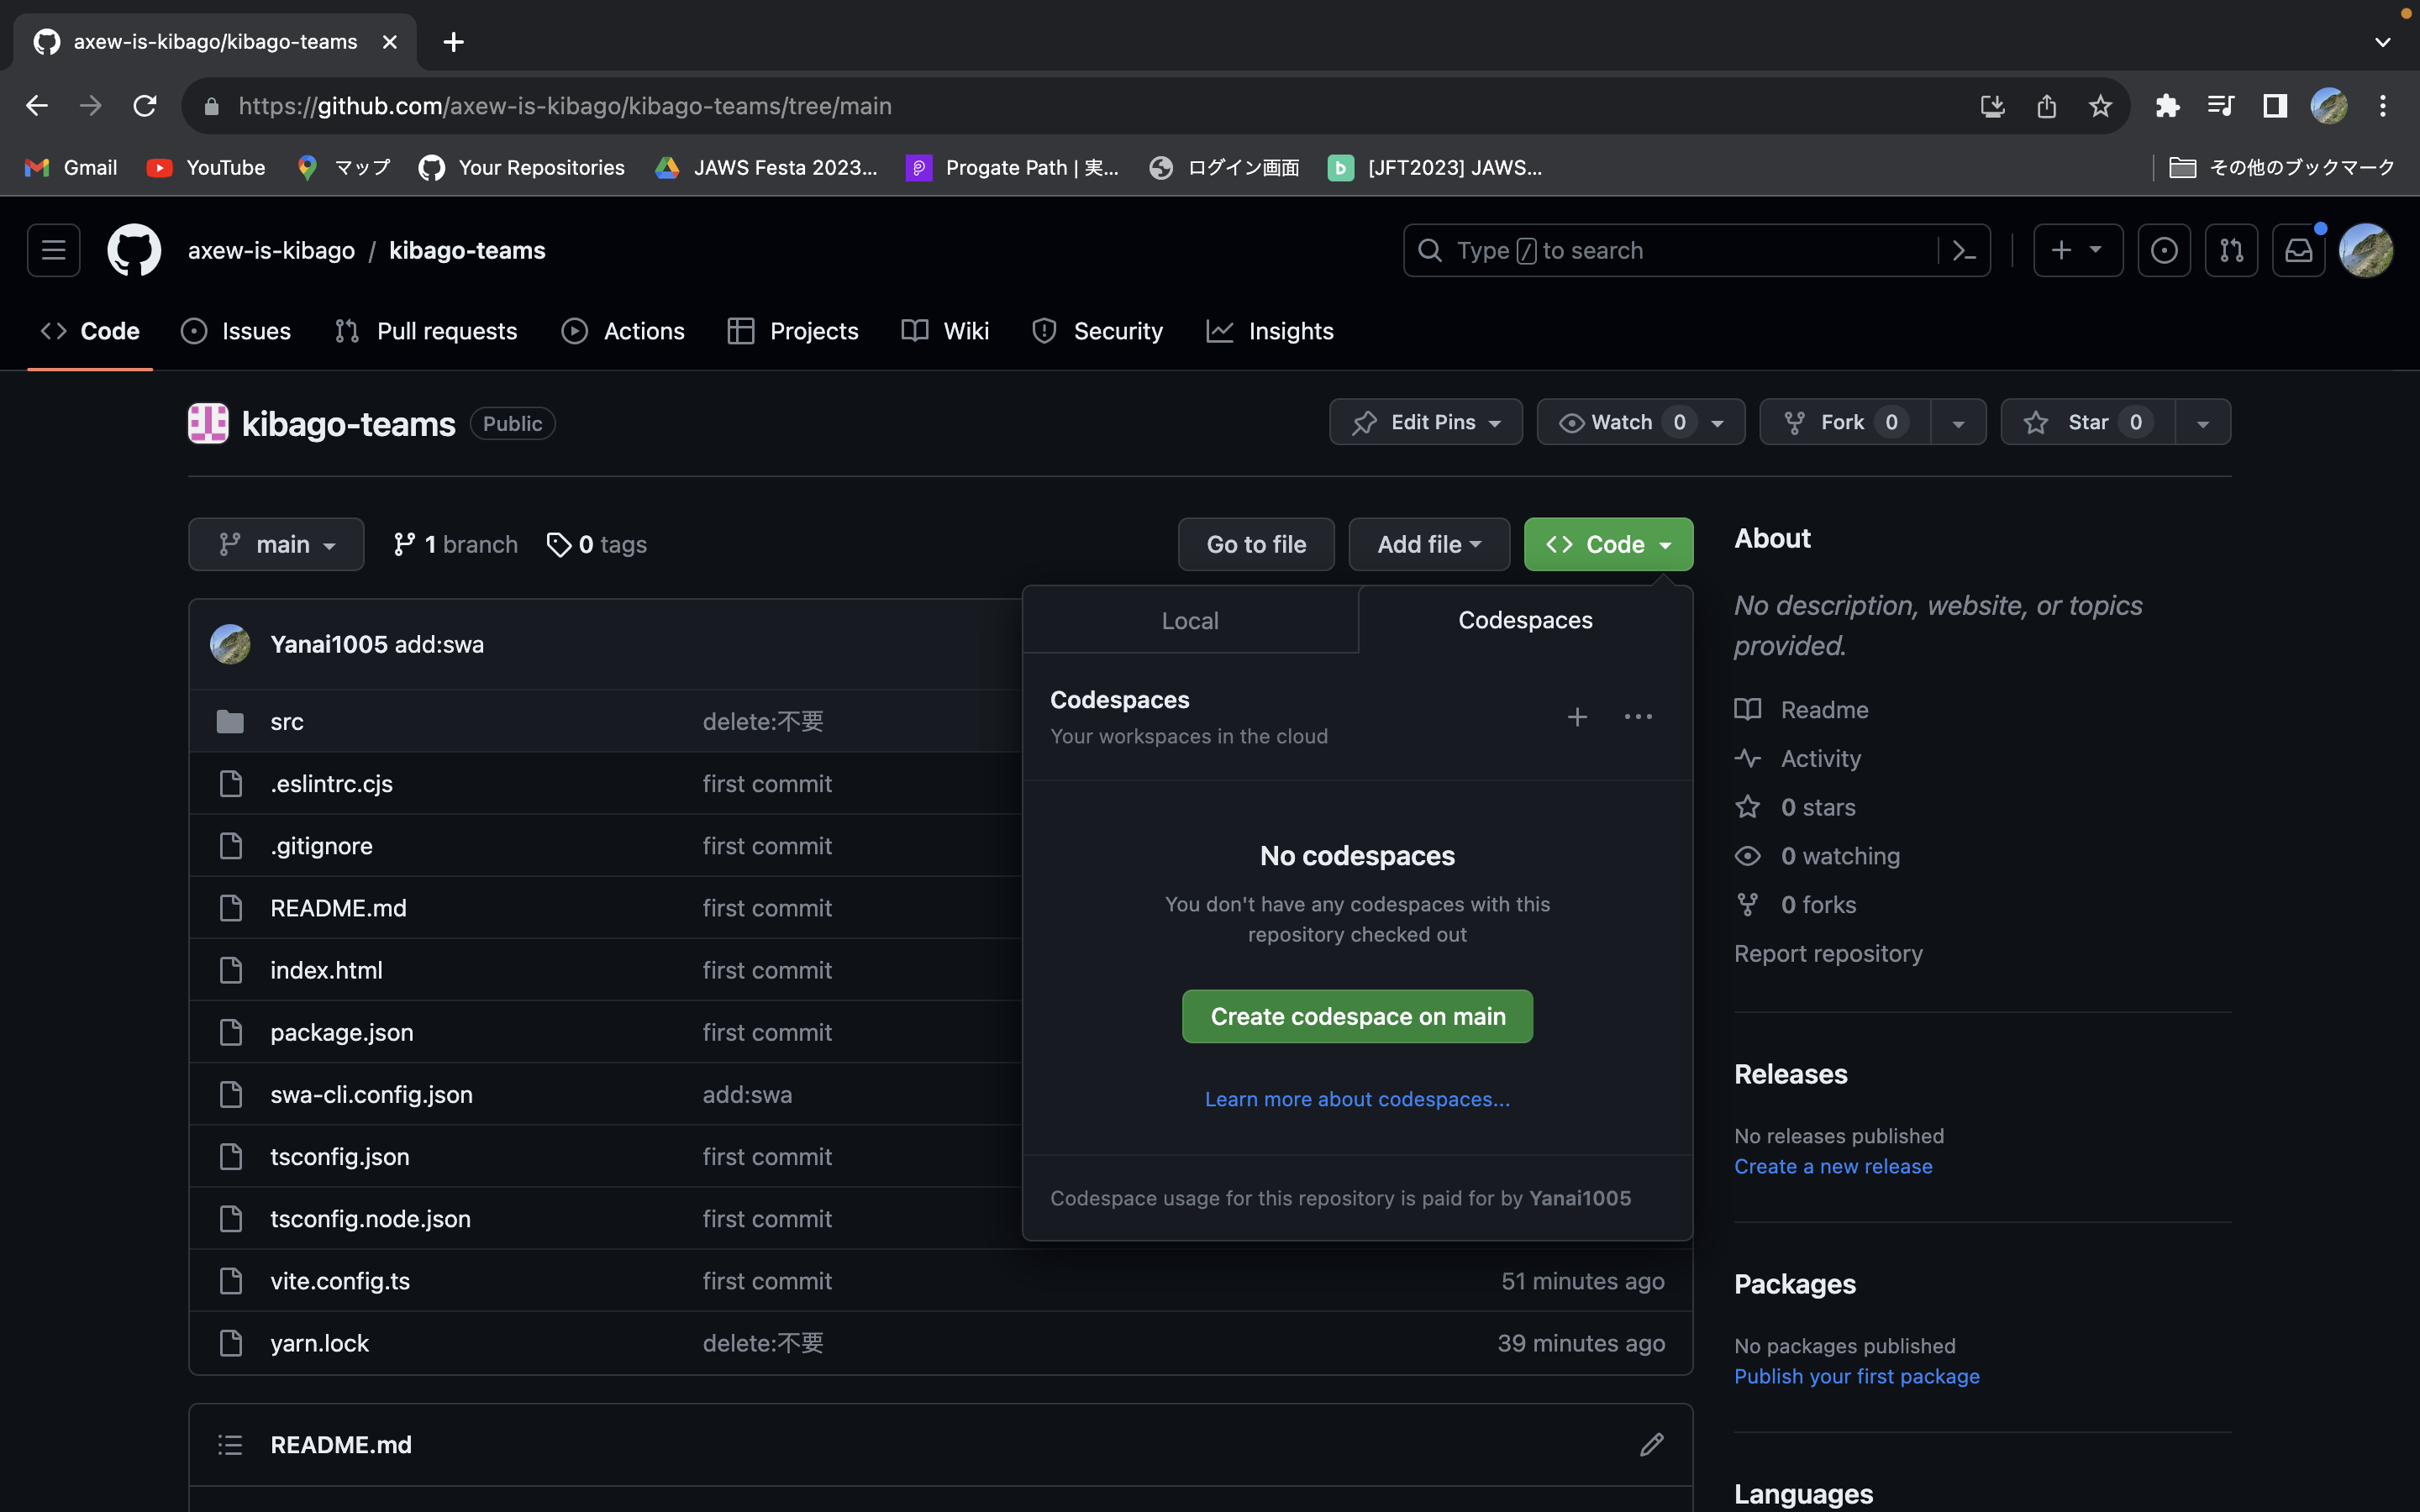 axew-is-kibago/kibago-teams
https://github.com/axew-is-kibago/kibago-teams/tree/main
Gmail
YouTube
マップ
Your Repositories
JAWS Festa 2023...
Progate Path | 実...
ログイン画面
[JFT2023] JAWS...
その他のブックマーク
axew-is-kibago / kibago-teams
Type / to search
Code
Issues
Pull requests
Actions
Projects
Wiki
Security
Insights
kibago-teams
Public
Edit Pins
Watch 0
Fork 0
Star 0
main
1 branch
0 tags
Go to file
Add file
Code
Local
Codespaces
Codespaces
Your workspaces in the cloud
No codespaces
You don't have any codespaces with this
repository checked out
Create codespace on main
Learn more about codespaces...
Codespace usage for this repository is paid for by Yanai1005
Yanai1005 add:swa
src delete:不要
.eslintrc.cjs first commit
.gitignore first commit
README.md first commit
index.html first commit
package.json first commit
swa-cli.config.json add:swa
tsconfig.json first commit
tsconfig.node.json first commit
vite.config.ts first commit 51 minutes ago
yarn.lock delete:不要 39 minutes ago
README.md
About
No description, website, or topics
provided.
Readme
Activity
0 stars
0 watching
0 forks
Report repository
Releases
No releases published
Create a new release
Packages
No packages published
Publish your first package
Languages